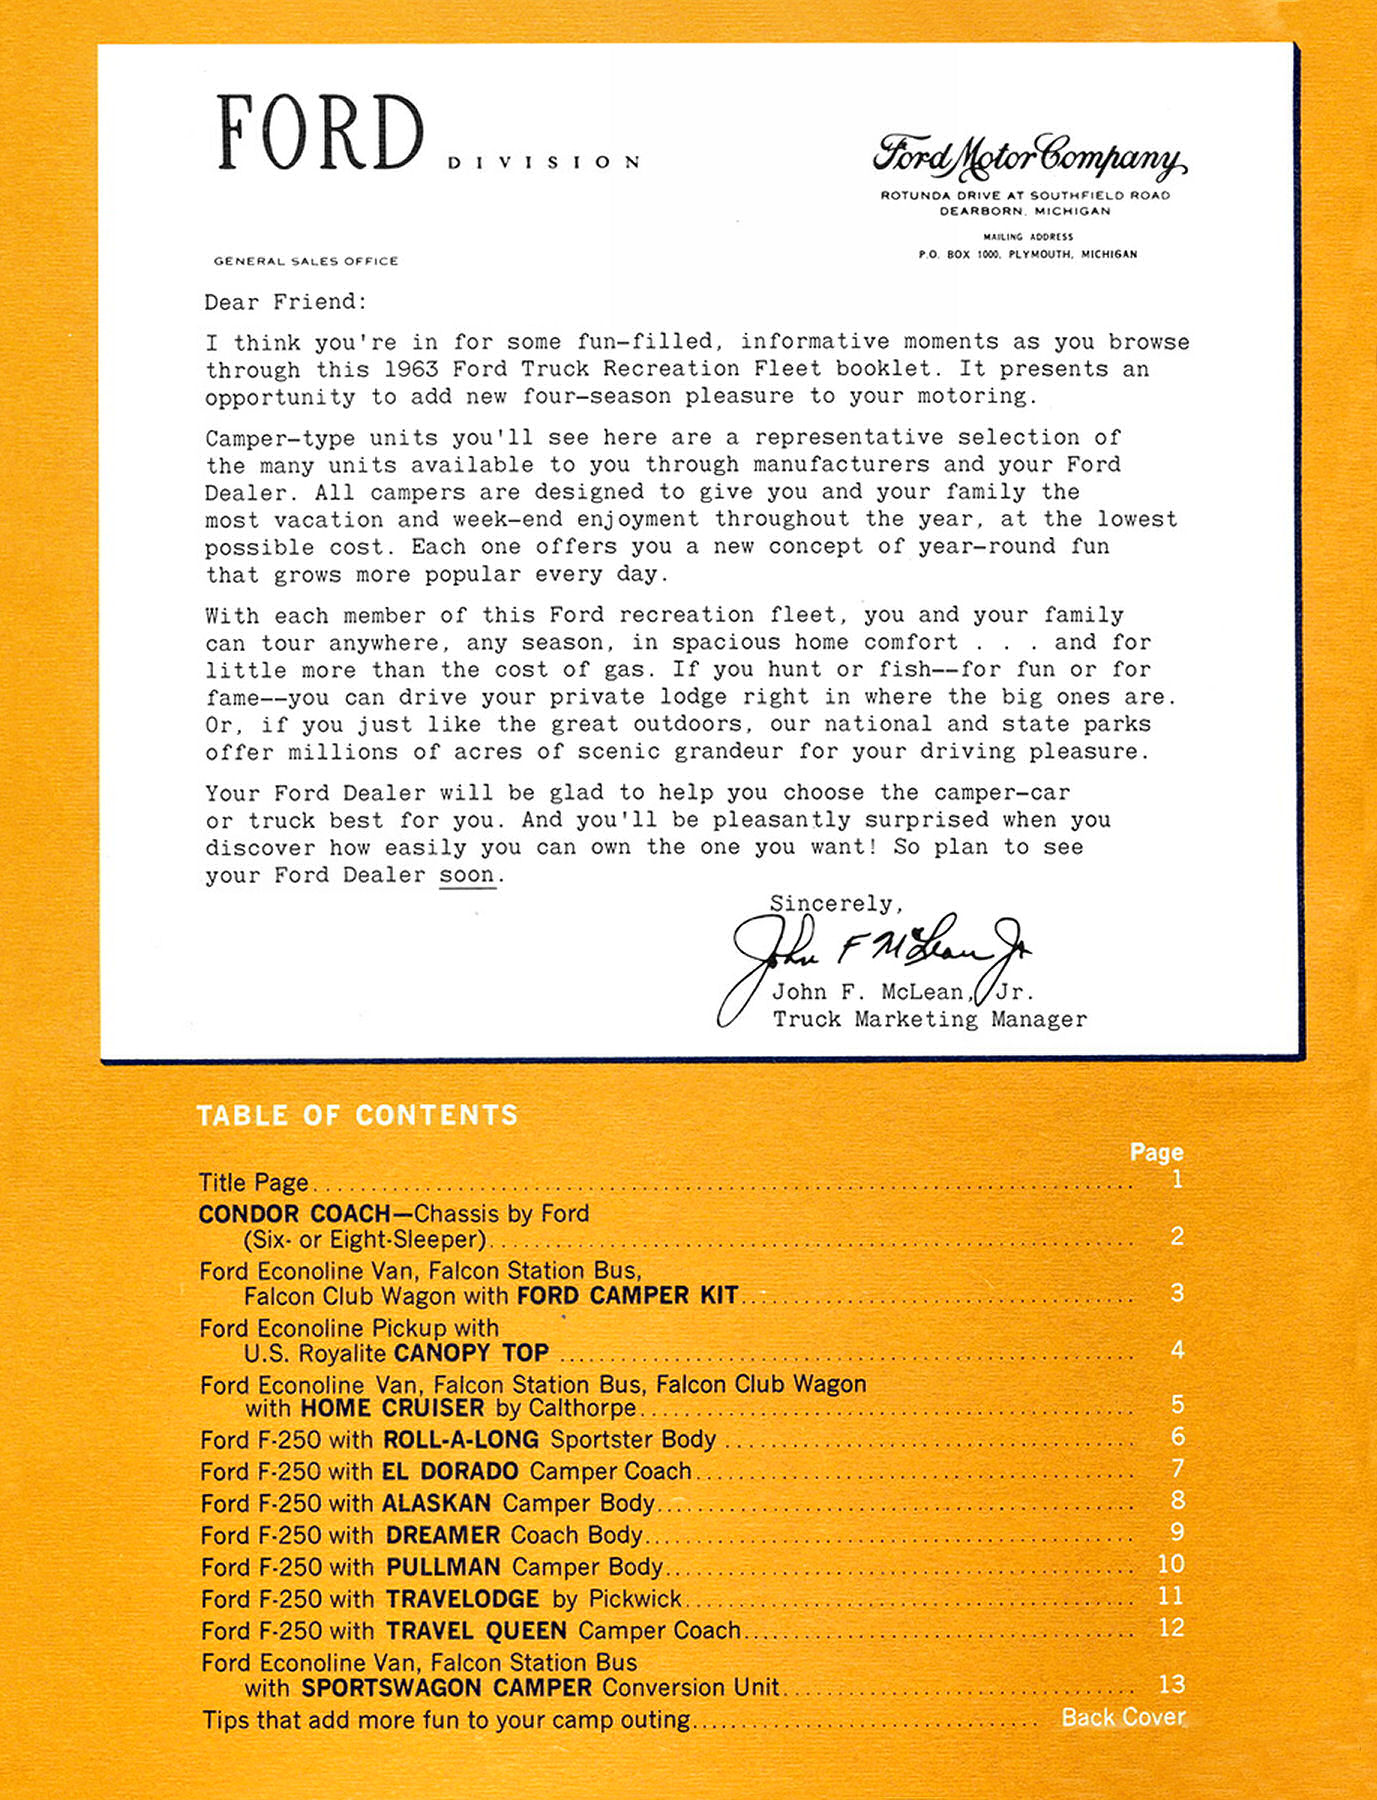 FORD DIVISION
Ford Motor Company,
ROTUNDA DRIVE AT SOUTHFIELD ROAD
DEARBORN, MICHIGAN
MAILING ADDRESS
P.O. BOX 1000, PLYMOUTH, MICHIGAN
GENERAL SALES OFFICE
Dear Friend:
I think you're in for some fun-filled, informative moments as you browse
through this 1963 Ford Truck Recreation Fleet booklet. It presents an
opportunity to add new four-season pleasure to your motoring.
Camper-type units you'll see here are a representative selection of
the many units available to you through manufacturers and your Ford
Dealer. All campers are designed to give you and your family the
most vacation and week-end enjoyment throughout the year, at the lowest
possible cost. Each one offers you a new concept of year-round fun
that grows more popular every day.
With each member of this Ford recreation fleet, you and your family
can tour anywhere, any season, in spacious home comfort . . . and for
little more than the cost of gas. If you hunt or fish--for fun or for
fame--you can drive your private lodge right in where the big ones are.
Or, if you just like the great outdoors, our national and state parks
offer millions of acres of scenic grandeur for your driving pleasure.
Your Ford Dealer will be glad to help you choose the camper-car
or truck best for you. And you'll be pleasantly surprised when you
discover how easily you can own the one you want! So plan to see
your Ford Dealer soon.
Sincerely,
John F McLean Jr
John F. McLean, Jr.
Truck Marketing Manager
TABLE OF CONTENTS
Page
Title Page 1
CONDOR COACH—Chassis by Ford
(Six- or Eight-Sleeper) 2
Ford Econoline Van, Falcon Station Bus,
Falcon Club Wagon with FORD CAMPER KIT 3
Ford Econoline Pickup with
U.S. Royalite CANOPY TOP 4
Ford Econoline Van, Falcon Station Bus, Falcon Club Wagon
with HOME CRUISER by Calthorpe 5
Ford F-250 with ROLL-A-LONG Sportster Body 6
Ford F-250 with EL DORADO Camper Coach 7
Ford F-250 with ALASKAN Camper Body 8
Ford F-250 with DREAMER Coach Body 9
Ford F-250 with PULLMAN Camper Body 10
Ford F-250 with TRAVELODGE by Pickwick 11
Ford F-250 with TRAVEL QUEEN Camper Coach 12
Ford Econoline Van, Falcon Station Bus
with SPORTSWAGON CAMPER Conversion Unit 13
Tips that add more fun to your camp outing Back Cover